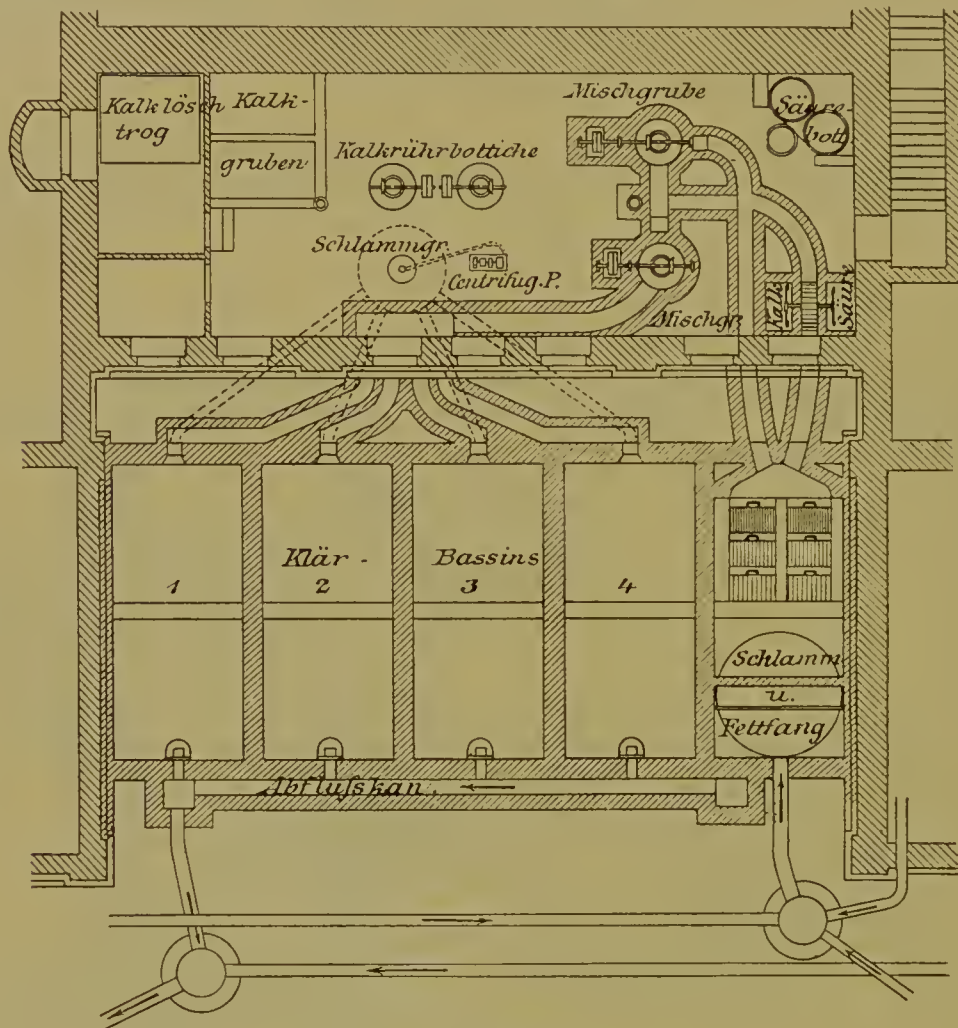 Kalklösch
trog
Kalk-
gruben
Kalkrührbottiche
Mischgrube
Säure-
bott.
Schlammgr.
Centrifug.P.
Mischgr.
Kalk
Säure
Klär-
Bassins
1
2
3
4
Schlamm
u.
Fettfang
Abflußkan.